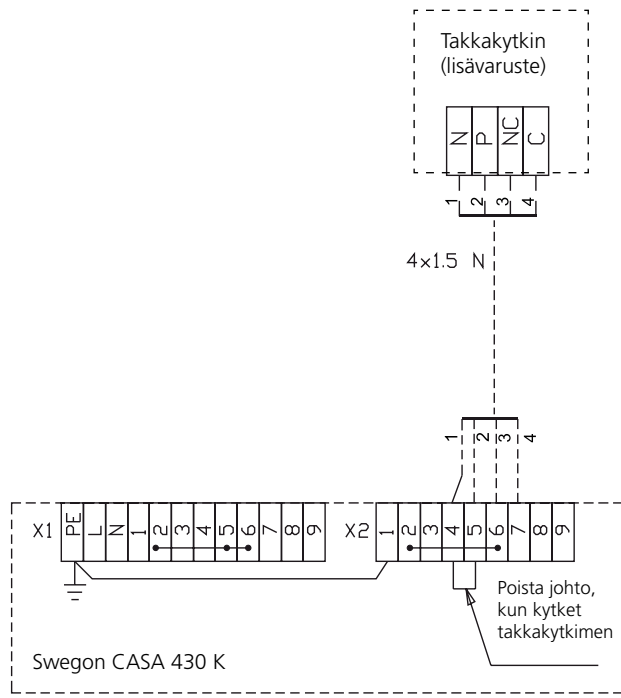 Takkakytkin
(lisävaruste)
N P NC C
1 2 3 4
4x1.5 N
1 2 3 4
X1 PE L N 1 2 3 4 5 6 7 8 9 X2 1 2 3 4 5 6 7 8 9
Poista johto,
kun kytket
takkakytkimen
Swegon CASA 430 K